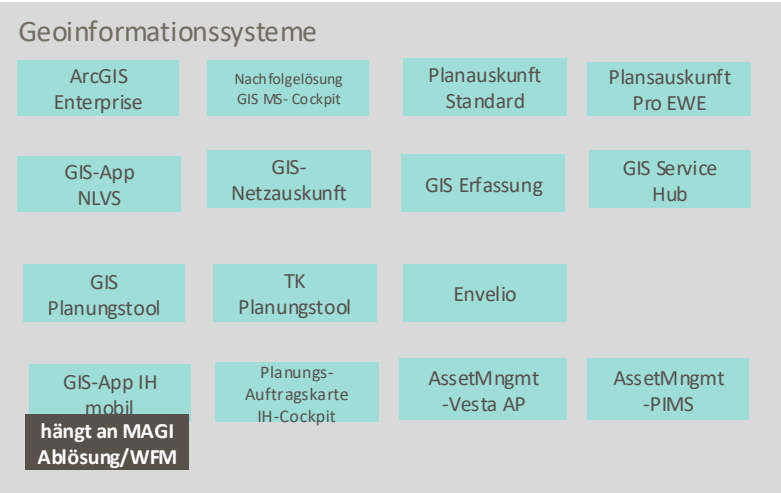 Geoinformationssysteme
ArcGIS
Enterprise
Nachfolgelösung
GIS MS- Cockpit
Planauskunft
Standard
Plansauskunft
Pro EWE
GIS-App
NLVS
GIS-
Netzauskunft
GIS Erfassung
GIS Service
Hub
GIS
Planungstool
TK
Planungstool
Envelio
GIS-App IH
mobil
hängt an MAGI
Ablösung/WFM
Planungs-
Auftragskarte
IH-Cockpit
AssetMngmt
-Vesta AP
AssetMngmt
-PIMS